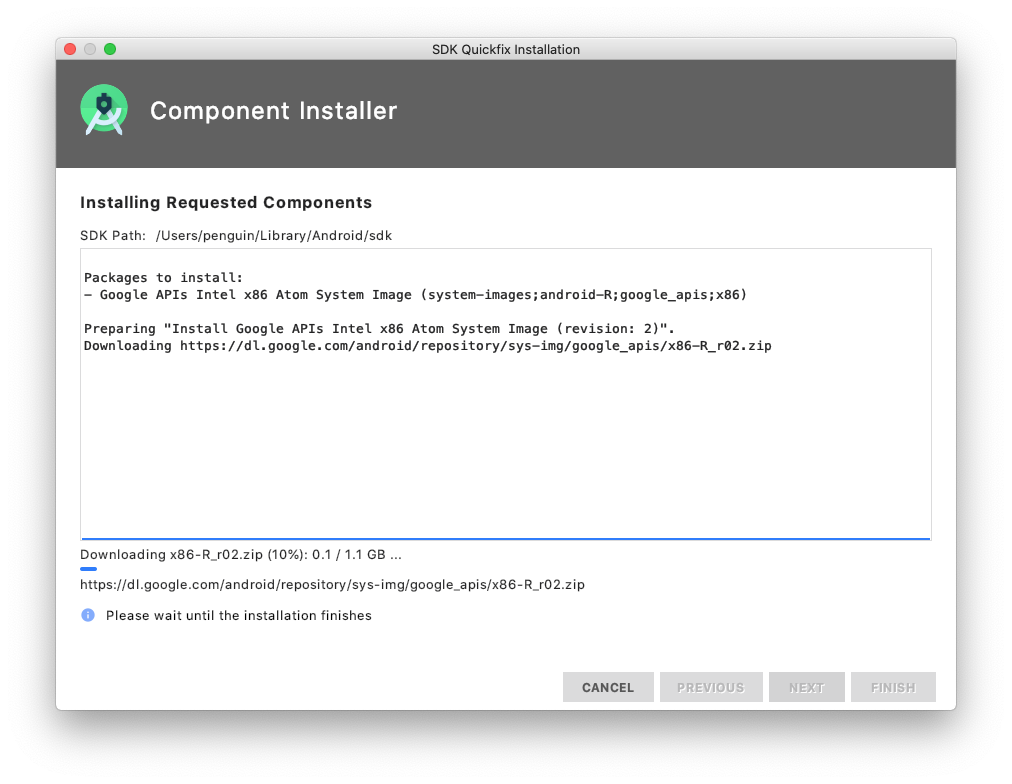 SDK Quickfix Installation
Component Installer
Installing Requested Components
SDK Path: /Users/penguin/Library/Android/sdk
Packages to install:
- Google APIs Intel x86 Atom System Image (system-images;android-R;google_apis;x86)
Preparing "Install Google APIs Intel x86 Atom System Image (revision: 2)".
Downloading https://dl.google.com/android/repository/sys-img/google_apis/x86-R_r02.zip
Downloading x86-R_r02.zip (10%): 0.1 / 1.1 GB ...
https://dl.google.com/android/repository/sys-img/google_apis/x86-R_r02.zip
Please wait until the installation finishes
CANCEL PREVIOUS NEXT FINISH